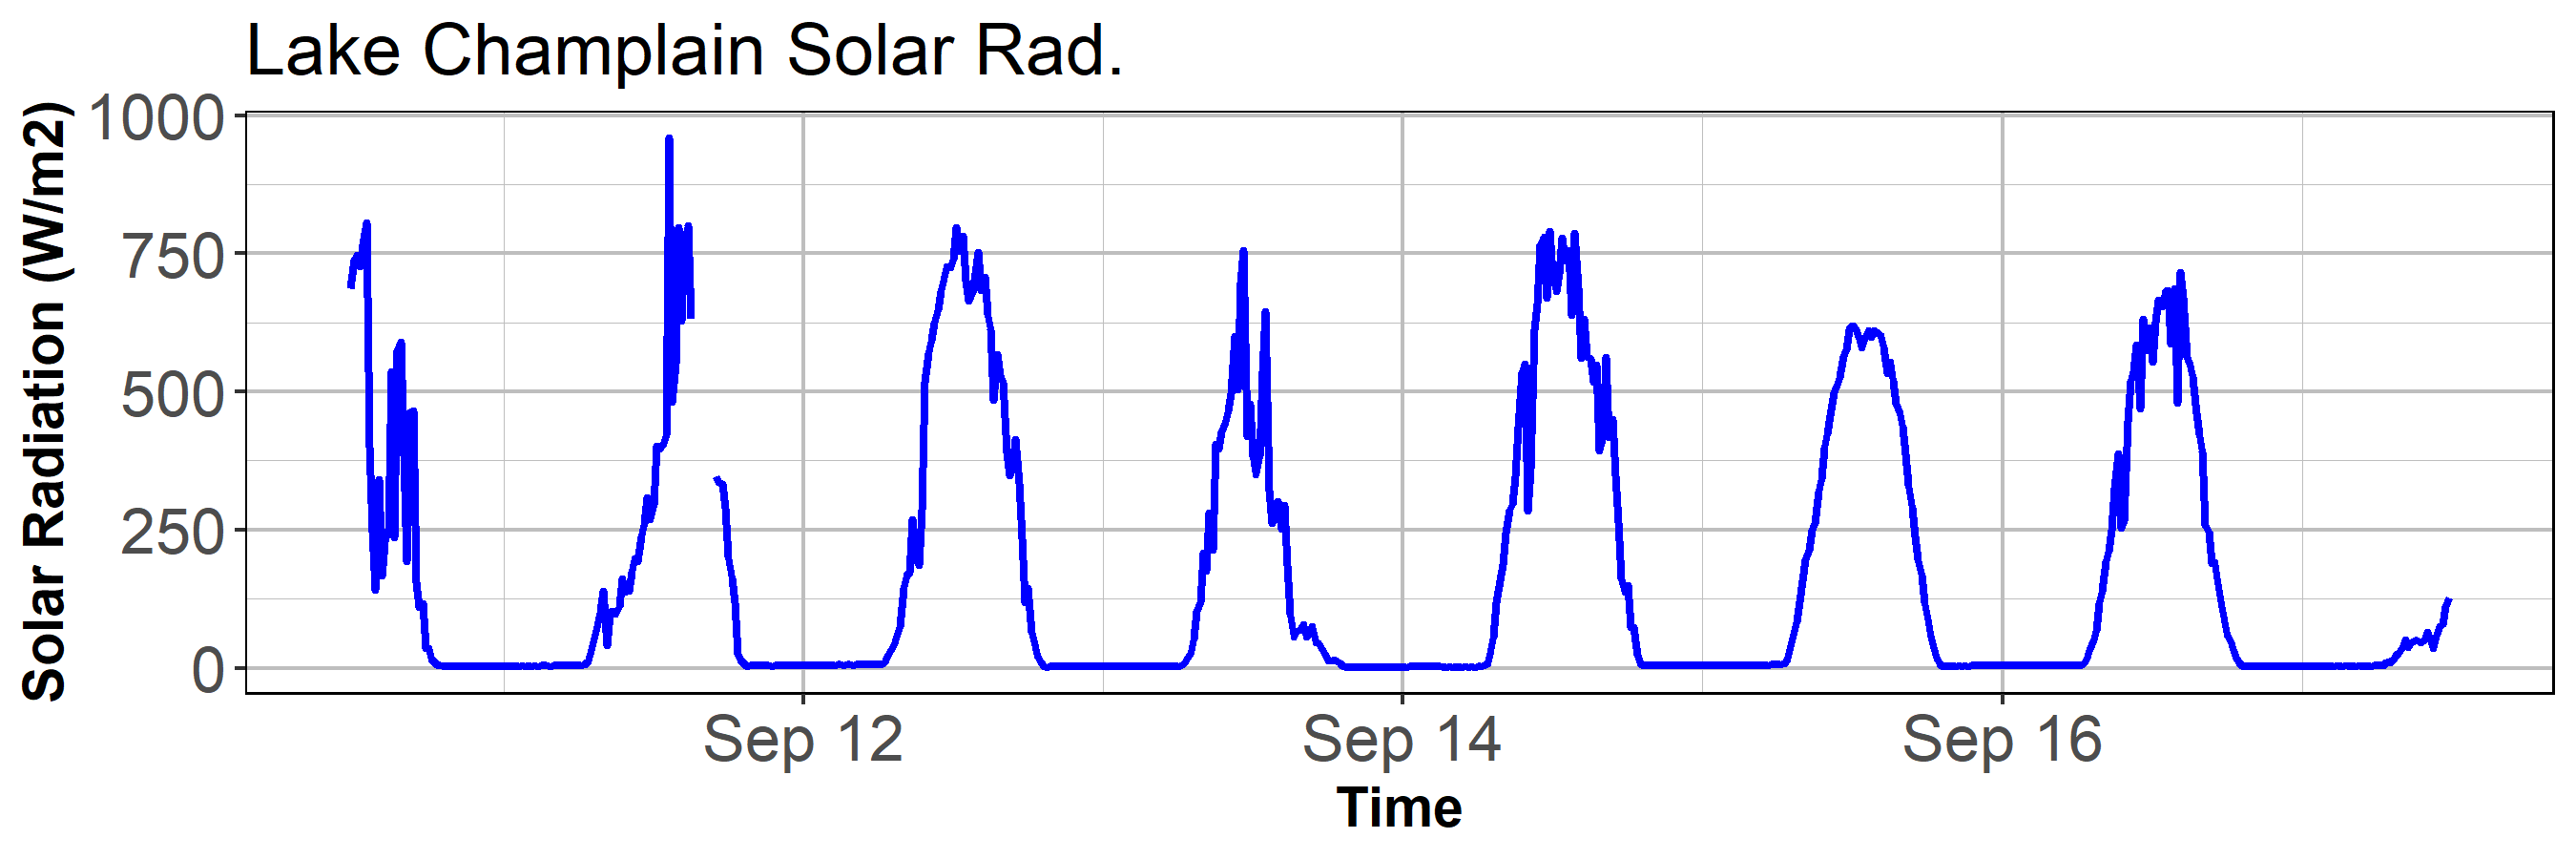 Lake Champlain Solar Rad.
Solar Radiation (W/m2)
1000
750
500
250
0
Sep 12 Sep 14 Sep 16
Time